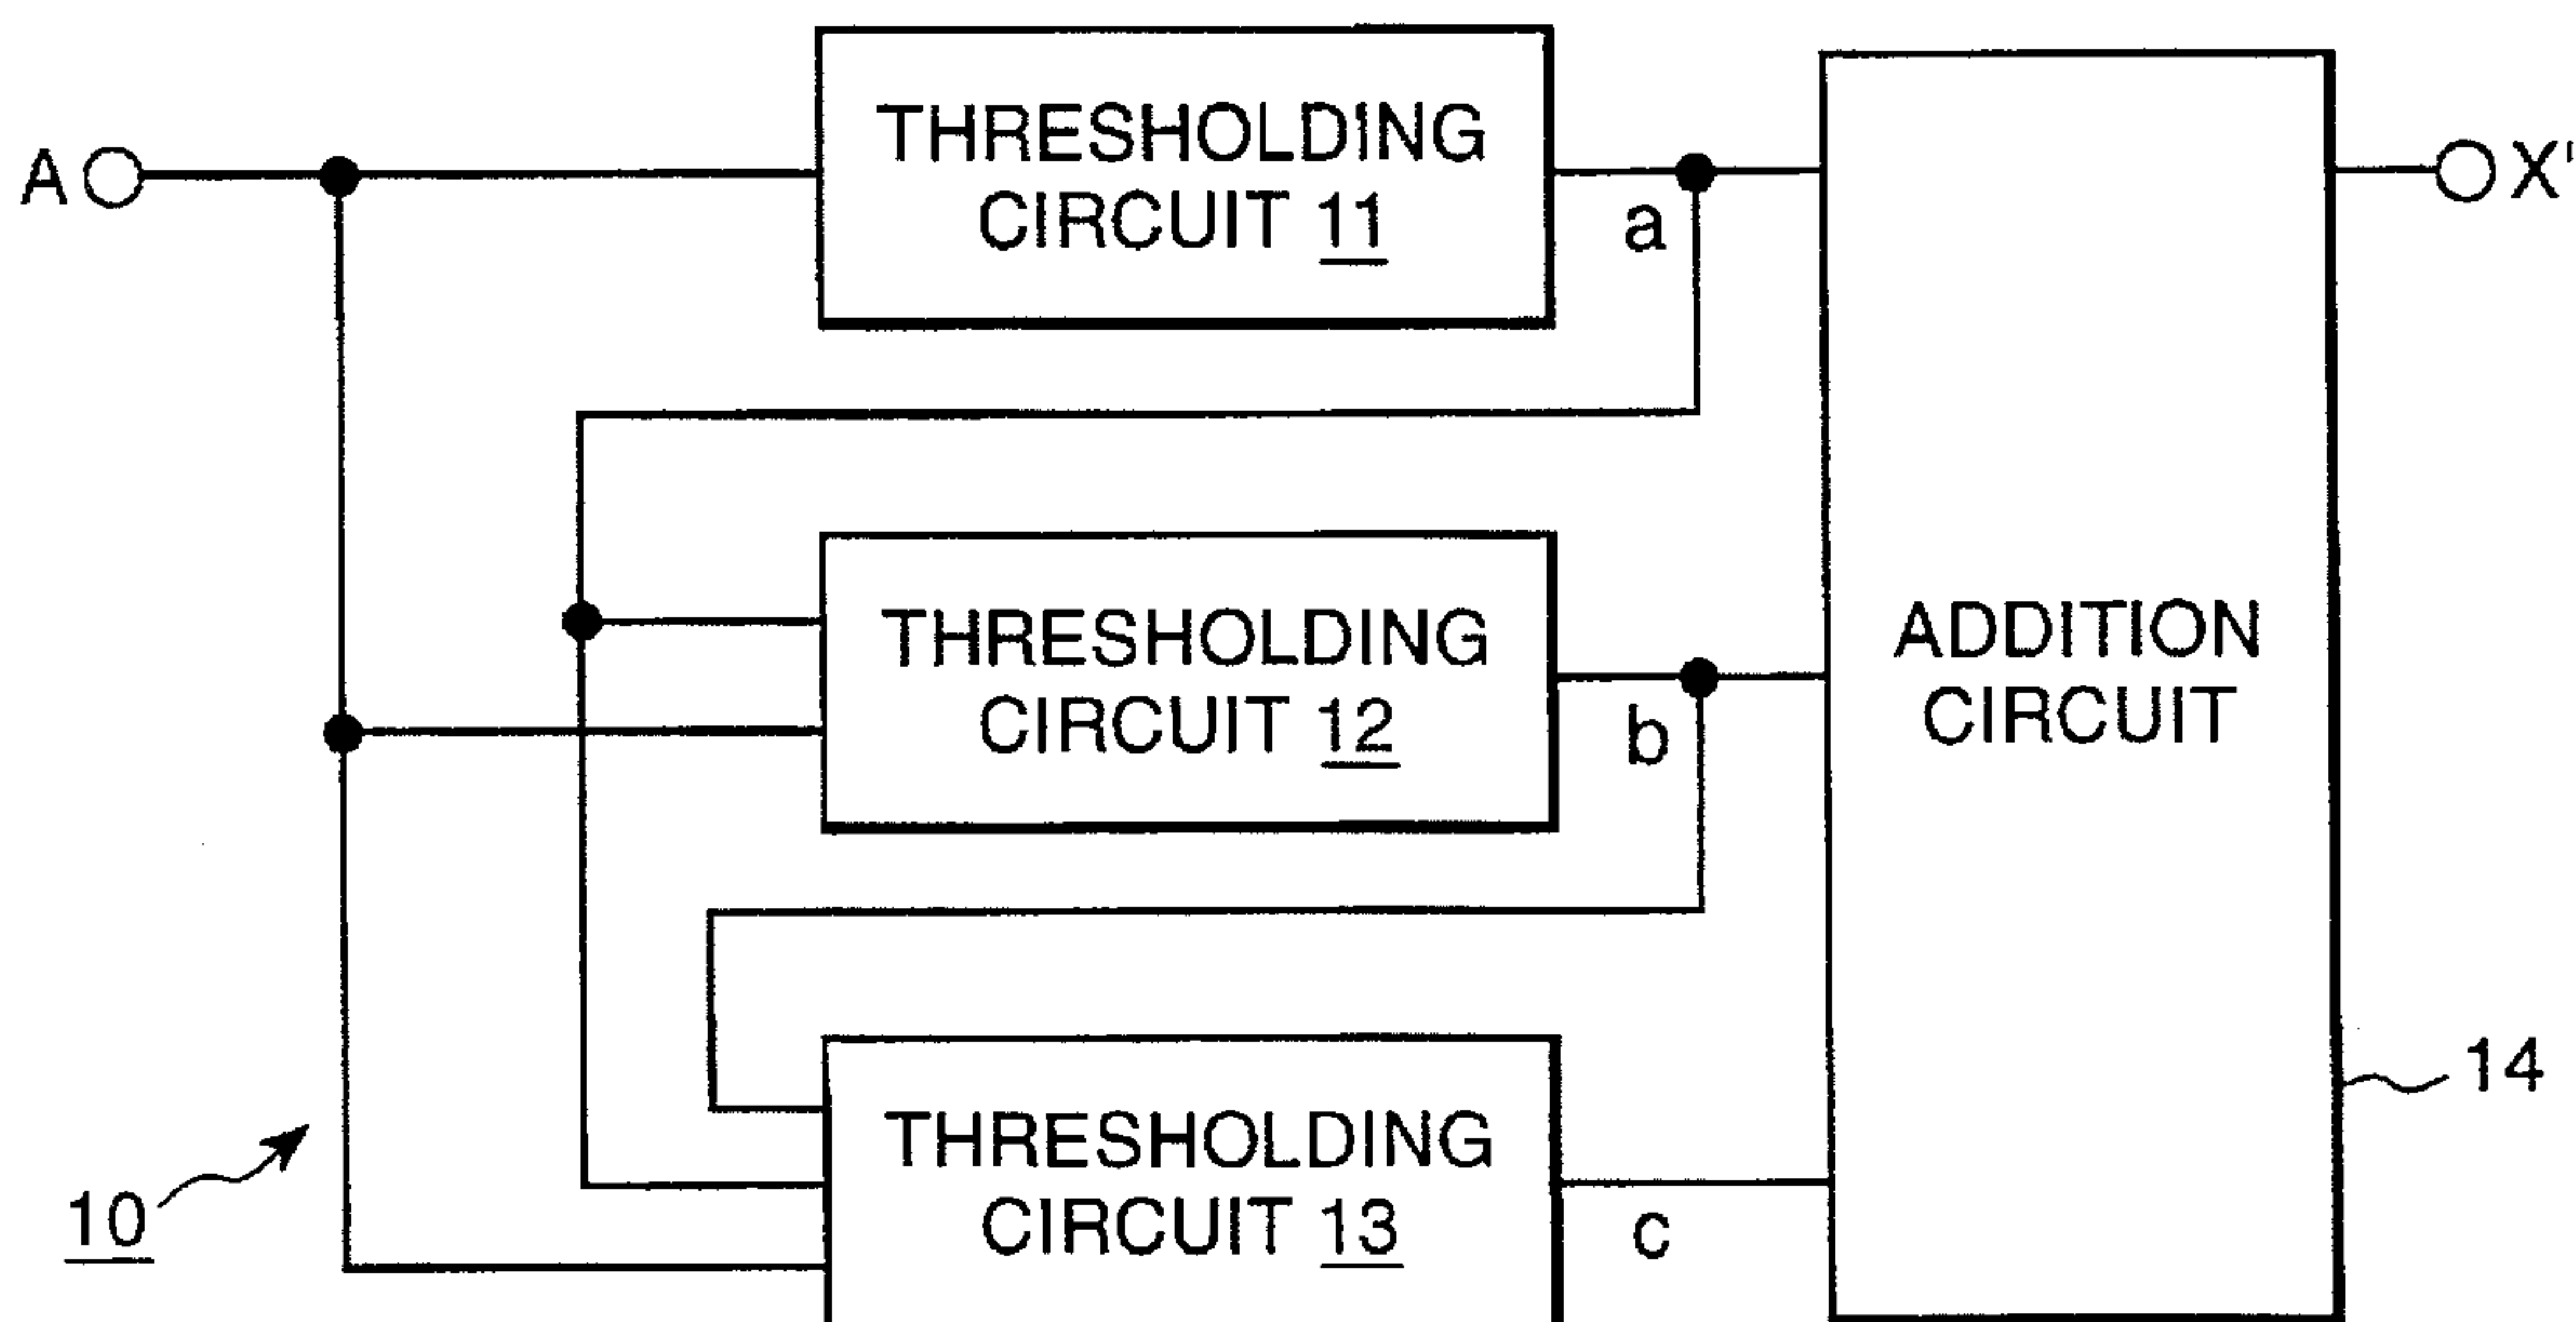 A
THRESHOLDING
CIRCUIT 11
a
X'
THRESHOLDING
CIRCUIT 12
b
ADDITION
CIRCUIT
THRESHOLDING
CIRCUIT 13
c
14
10